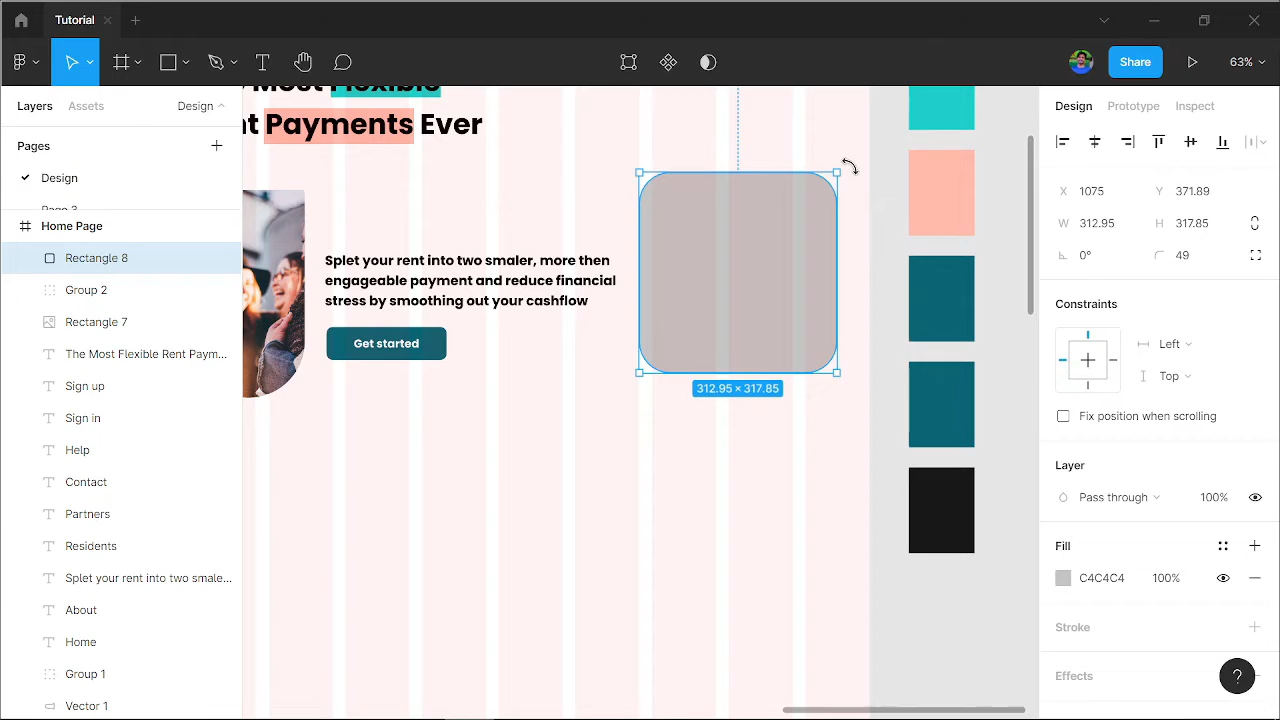 Tutorial
Share
63%
Layers
Assets
Design
Pages
Design
Home Page
Rectangle 8
Group 2
Rectangle 7
The Most Flexible Rent Paym...
Sign up
Sign in
Help
Contact
Partners
Residents
Splet your rent into two smale...
About
Home
Group 1
Vector 1
Most Flexible
nt Payments Ever
Splet your rent into two smaler, more then
engageable payment and reduce financial
stress by smoothing out your cashflow
Get started
312.95 × 317.85
Design
Prototype
Inspect
X 1075
Y 371.89
W 312.95
H 317.85
0°
49
Constraints
Left
Top
Fix position when scrolling
Layer
Pass through
100%
Fill
C4C4C4
100%
Stroke
Effects
?